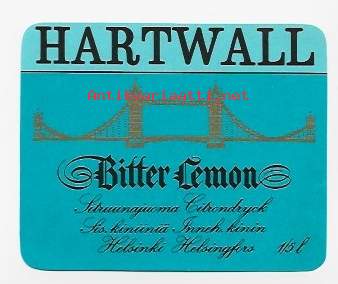 HARTWALL
Antikvariaatti.net
Bitter Lemon
Sitruunajuoma Citrondryck
Sis. kiniiniä Inneh. kinin
Helsinki Helsingfors 1/5 l